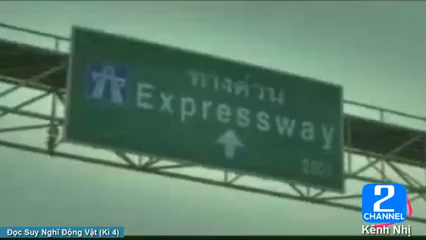 ทางด่วน
Expressway
2
CHANNEL
Kênh Nhị
Đọc Suy Nghĩ Động Vật (Kì 4)